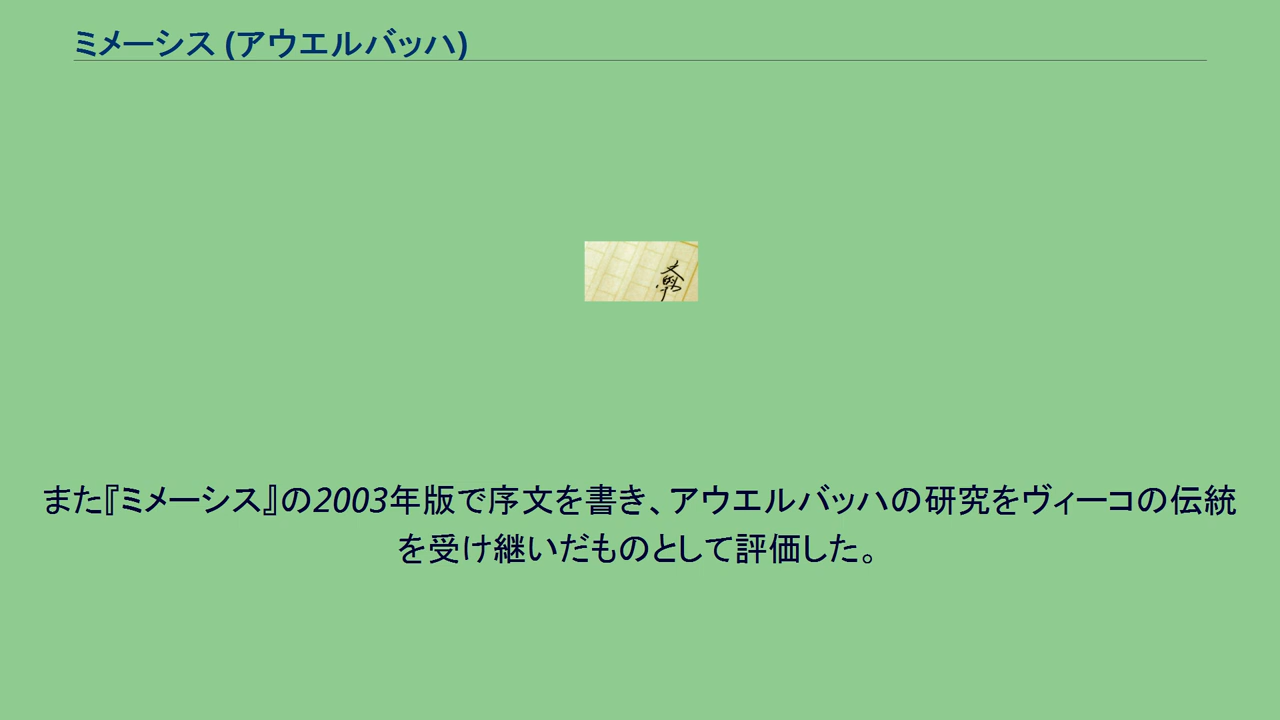 ミメーシス (アウエルバッハ)
また『ミメーシス』の2003年版で序文を書き、アウエルバッハの研究をヴィーコの伝統
を受け継いだものとして評価した。